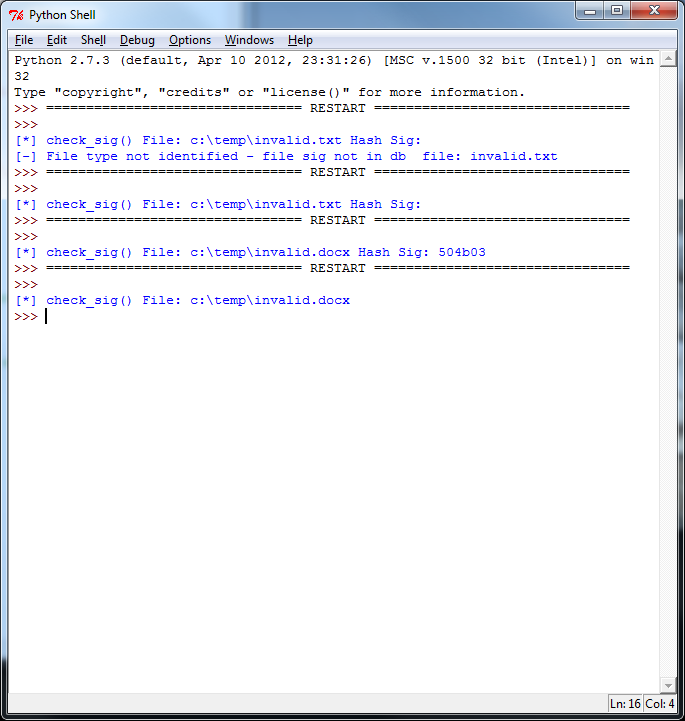 Python Shell
File Edit Shell Debug Options Windows Help
Python 2.7.3 (default, Apr 10 2012, 23:31:26) [MSC v.1500 32 bit (Intel)] on win
32
Type "copyright", "credits" or "license()" for more information.
>>> ================================ RESTART ================================
>>>
[*] check_sig() File: c:\temp\invalid.txt Hash Sig:
[-] File type not identified - file sig not in db  file: invalid.txt
>>> ================================ RESTART ================================
>>>
[*] check_sig() File: c:\temp\invalid.txt Hash Sig:
>>> ================================ RESTART ================================
>>>
[*] check_sig() File: c:\temp\invalid.docx Hash Sig: 504b03
>>> ================================ RESTART ================================
>>>
[*] check_sig() File: c:\temp\invalid.docx
>>>
Ln: 16 Col: 4